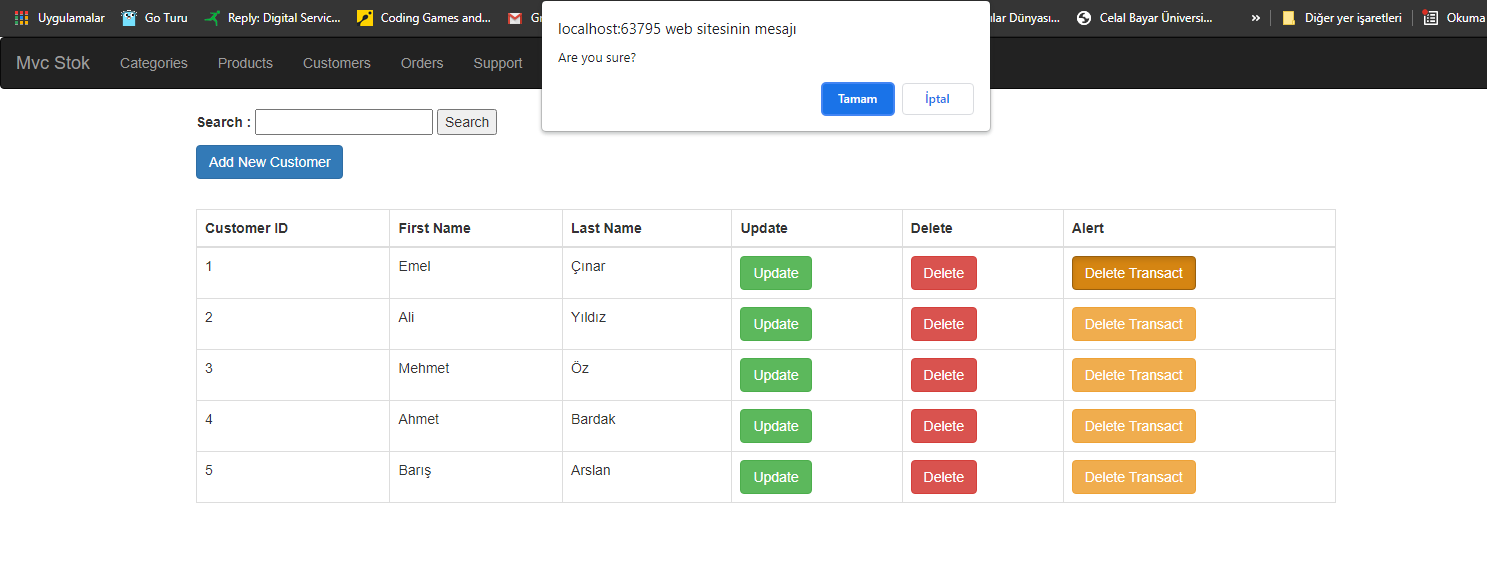 Uygulamalar Go Turu Reply: Digital Servic... Coding Games and... Celal Bayar Üniversi... » Diğer yer işaretleri Okuma
localhost:63795 web sitesinin mesajı
Are you sure?
Tamam İptal
Mvc Stok Categories Products Customers Orders Support
Search : Search
Add New Customer
Customer ID First Name Last Name Update Delete Alert
1 Emel Çınar Update Delete Delete Transact
2 Ali Yıldız Update Delete Delete Transact
3 Mehmet Öz Update Delete Delete Transact
4 Ahmet Bardak Update Delete Delete Transact
5 Barış Arslan Update Delete Delete Transact